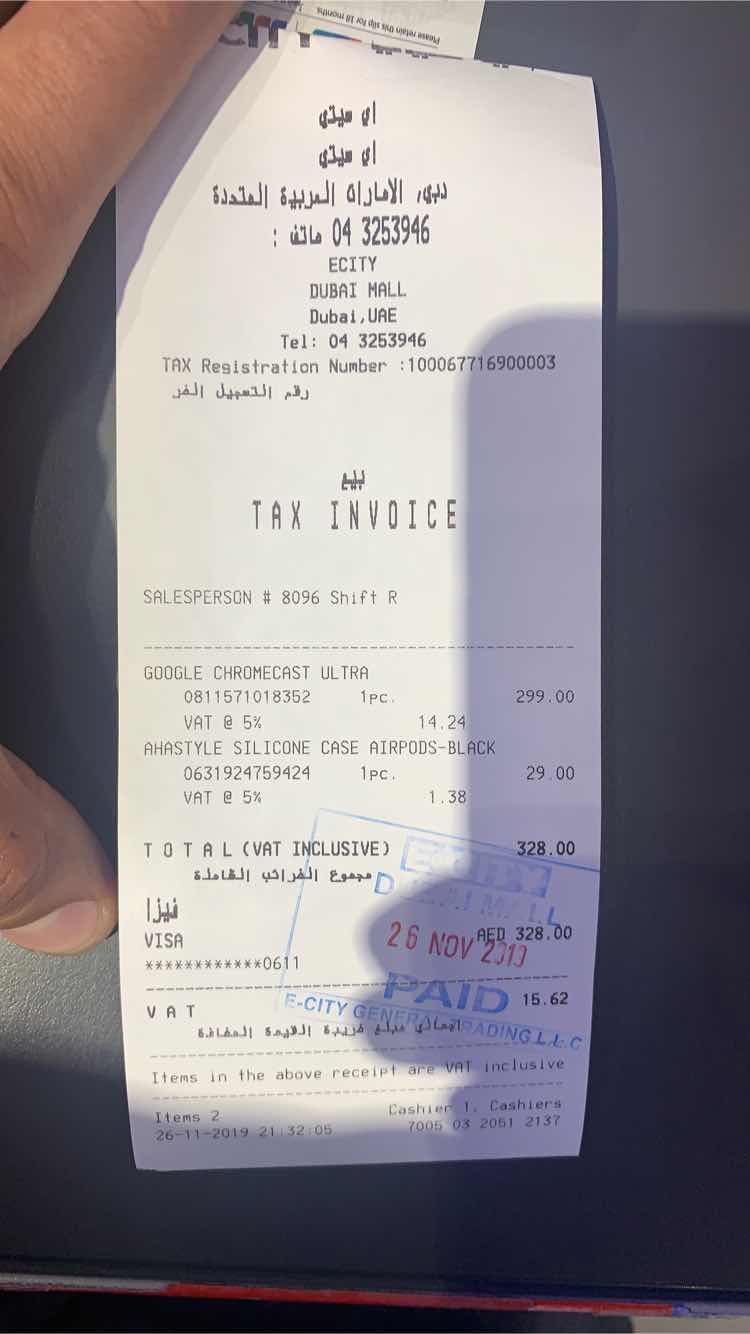 Please retain this slip for 18 months
اي سيتي
اي سيتي
دبي, الامارات العربية المتحدة
هاتف : 04 3253946
ECITY
DUBAI MALL
Dubai,UAE
Tel: 04 3253946
TAX Registration Number :100067716900003
رقم التسجيل الضر
بيع
TAX INVOICE
SALESPERSON # 8096 Shift R
GOOGLE CHROMECAST ULTRA
0811571018352 1pc. 299.00
VAT @ 5% 14.24
AHASTYLE SILICONE CASE AIRPODS-BLACK
0631924759424 1pc. 29.00
VAT @ 5% 1.38
TOTAL(VAT INCLUSIVE) 328.00
مجموع الضرائب الشاملة
فيزا
VISA AED 328.00
************0611
VAT 15.62
اجمالي مبلغ ضريبة القيمة المضافة
ECITY
DUBAI MALL
26 NOV 2019
PAID
E-CITY GENERAL TRADING L.L.C
Items in the above receipt are VAT inclusive
Items 2 Cashier 1, Cashiers
26-11-2019 21:32:05 7005 03 2051 2137